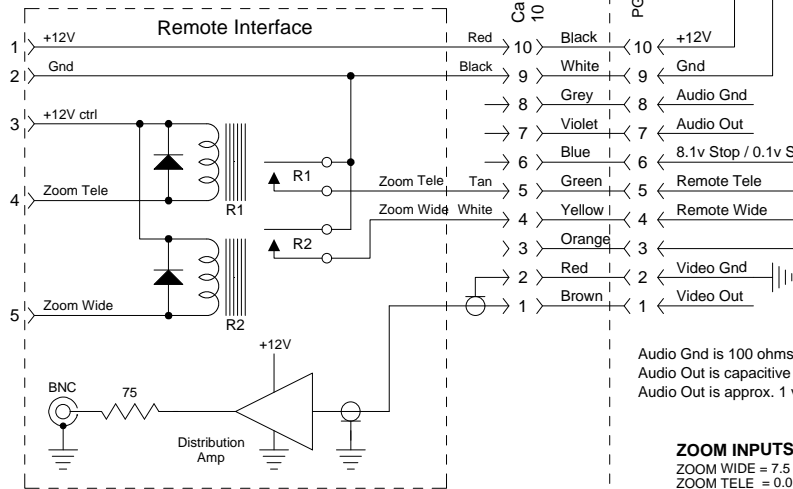 Remote Interface
Ca
10
PG
1 +12V Red 10 Black 10 +12V
2 Gnd Black 9 White 9 Gnd
8 Grey 8 Audio Gnd
3 +12V ctrl
7 Violet 7 Audio Out
6 Blue 6 8.1v Stop / 0.1v S
R1
4 Zoom Tele R1 Zoom Tele Tan 5 Green 5 Remote Tele
Zoom Wide White 4 Yellow 4 Remote Wide
R2
3 Orange 3
2 Red 2 Video Gnd
5 Zoom Wide R2 1 Brown 1 Video Out
+12V
BNC 75
Distribution
Amp
Audio Gnd is 100 ohms
Audio Out is capacitive
Audio Out is approx. 1
ZOOM INPUTS
ZOOM WIDE = 7.5
ZOOM TELE = 0.0